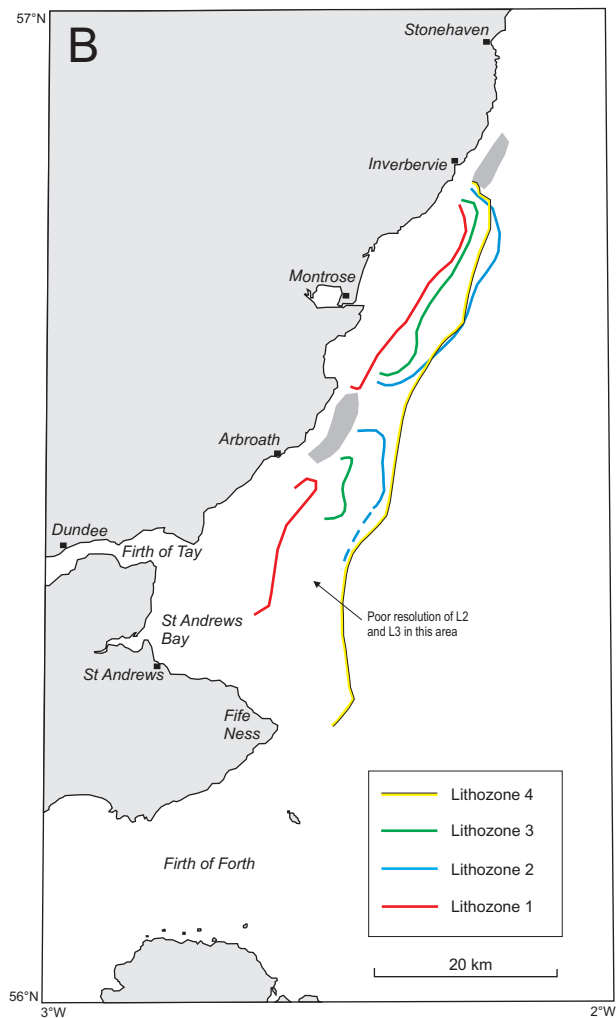 57°N
B
Stonehaven
Inverbervie
Montrose
Arbroath
Dundee
Firth of Tay
Poor resolution of L2
and L3 in this area
St Andrews
Bay
St Andrews
Fife
Ness
Lithozone 4
Lithozone 3
Lithozone 2
Lithozone 1
Firth of Forth
20 km
56°N
3°W
2°W